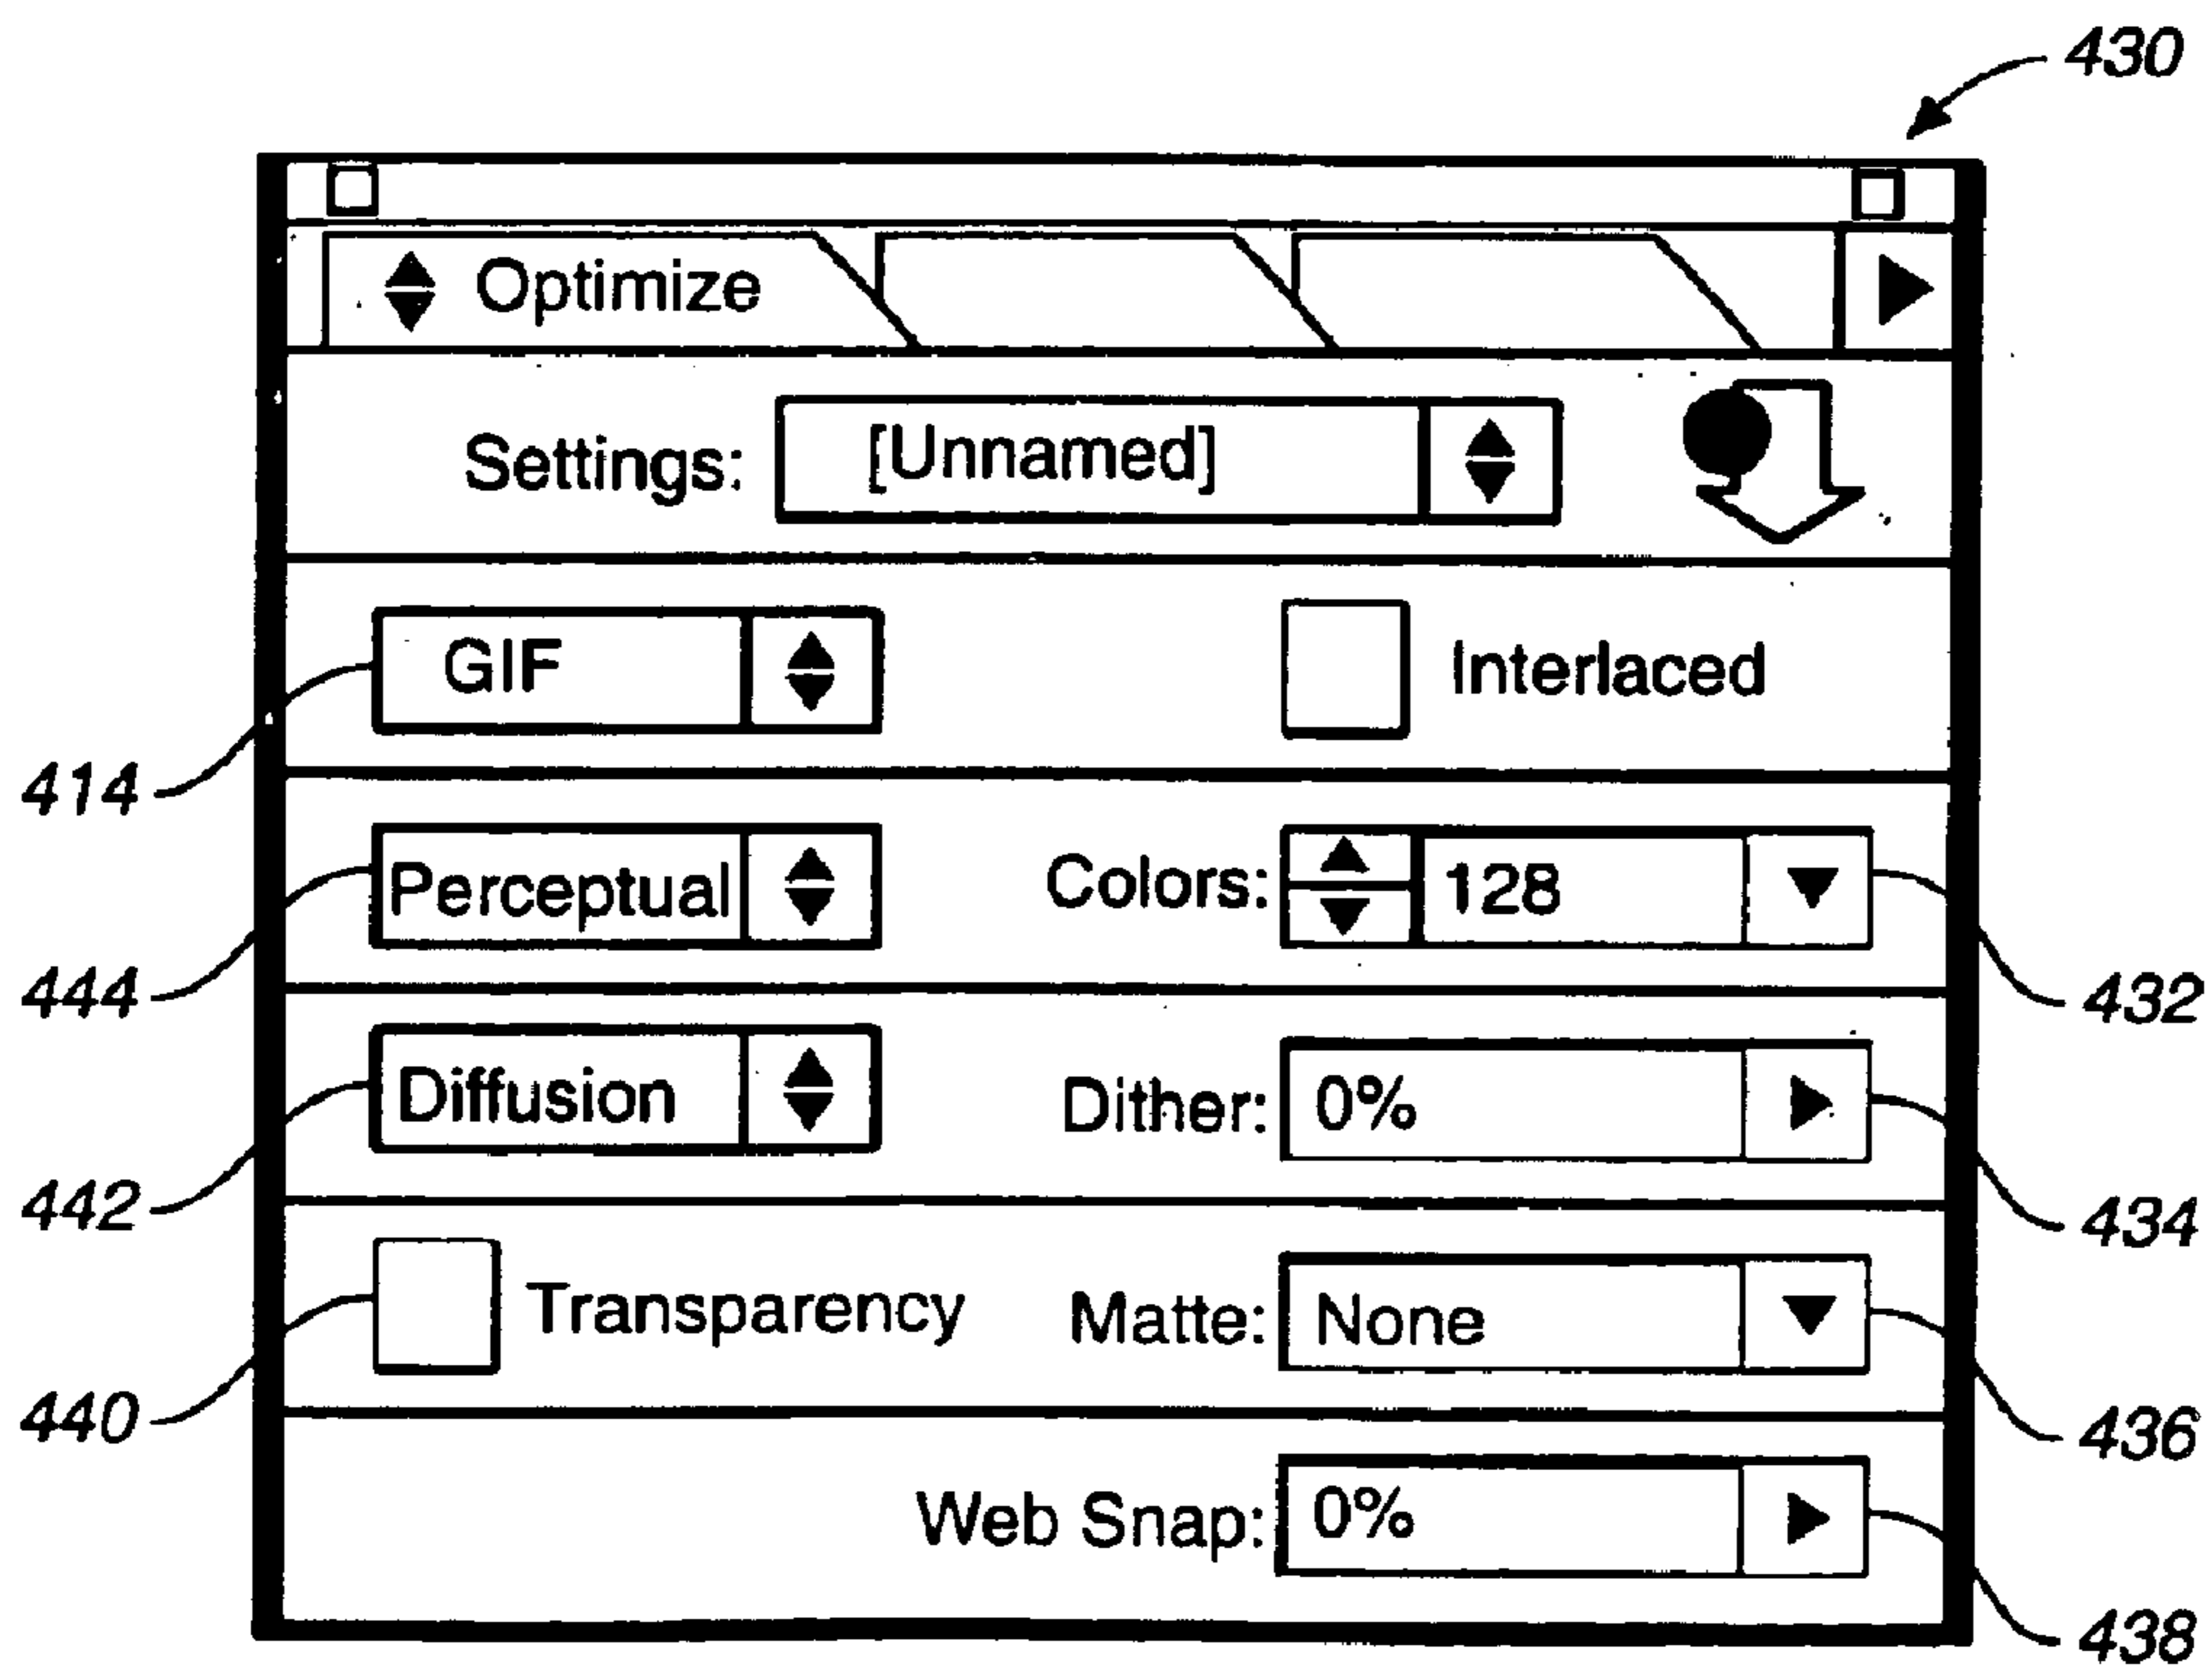 430
Optimize
Settings: [Unnamed]
GIF Interlaced
414
Perceptual Colors: 128
444 432
Diffusion Dither: 0%
442 434
Transparency Matte: None
440 436
Web Snap: 0%
438